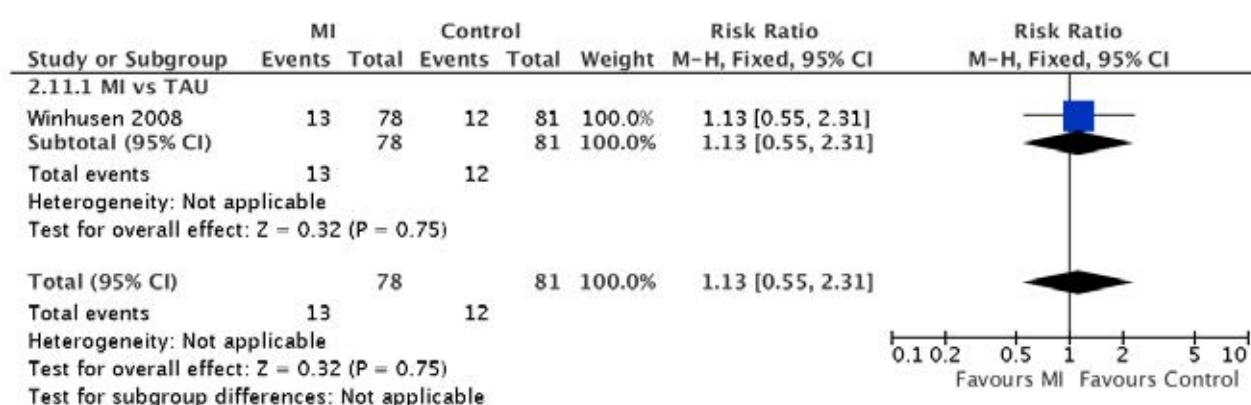 MI Control Risk Ratio Risk Ratio
Study or Subgroup Events Total Events Total Weight M-H, Fixed, 95% CI M-H, Fixed, 95% CI
2.11.1 MI vs TAU
Winhusen 2008 13 78 12 81 100.0% 1.13 [0.55, 2.31]
Subtotal (95% CI) 78 81 100.0% 1.13 [0.55, 2.31]
Total events 13 12
Heterogeneity: Not applicable
Test for overall effect: Z = 0.32 (P = 0.75)
Total (95% CI) 78 81 100.0% 1.13 [0.55, 2.31]
Total events 13 12
Heterogeneity: Not applicable
Test for overall effect: Z = 0.32 (P = 0.75)
Test for subgroup differences: Not applicable
0.1 0.2 0.5 1 2 5 10
Favours MI Favours Control